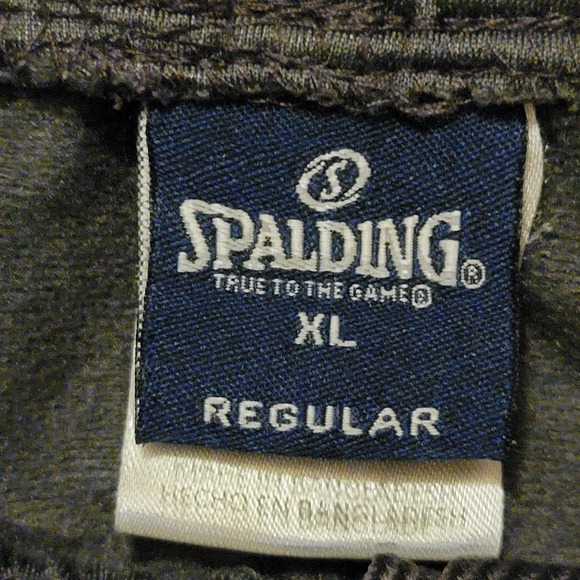 S
SPALDING®
TRUE TO THE GAME®
XL
REGULAR
HECHO EN BANGLADESH